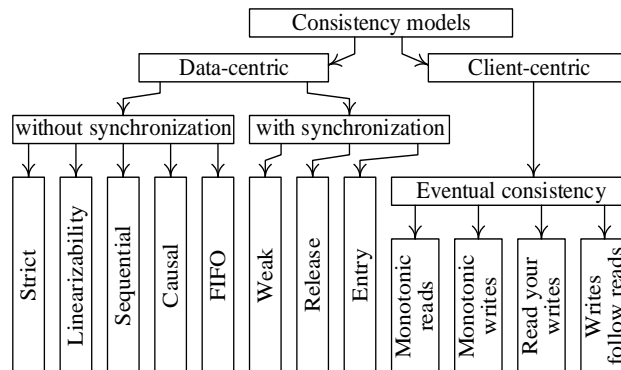 Consistency models
Data-centric
Client-centric
without synchronization
with synchronization
Eventual consistency
Strict
Linearizability
Sequential
Causal
FIFO
Weak
Release
Entry
Monotonic
reads
Monotonic
writes
Read your
writes
Writes
follow reads